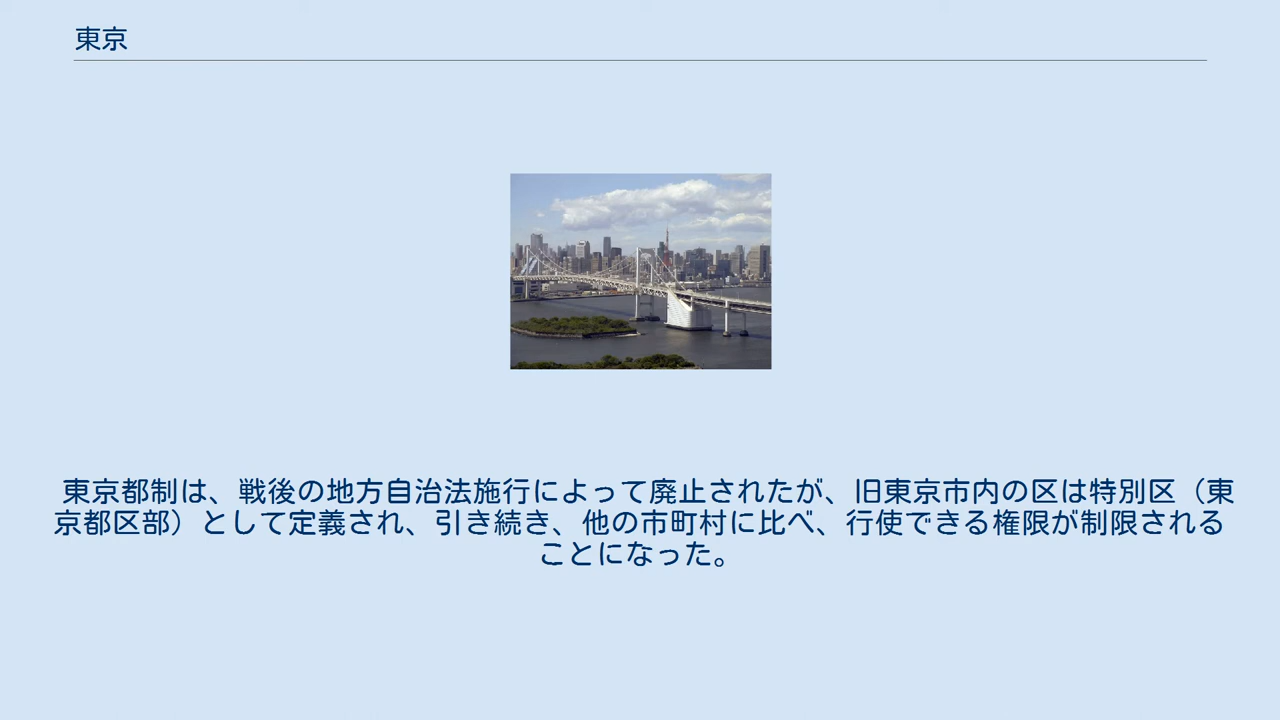 東京
東京都制は、戦後の地方自治法施行によって廃止されたが、旧東京市内の区は特別区（東
京都区部）として定義され、引き続き、他の市町村に比べ、行使できる権限が制限される
ことになった。